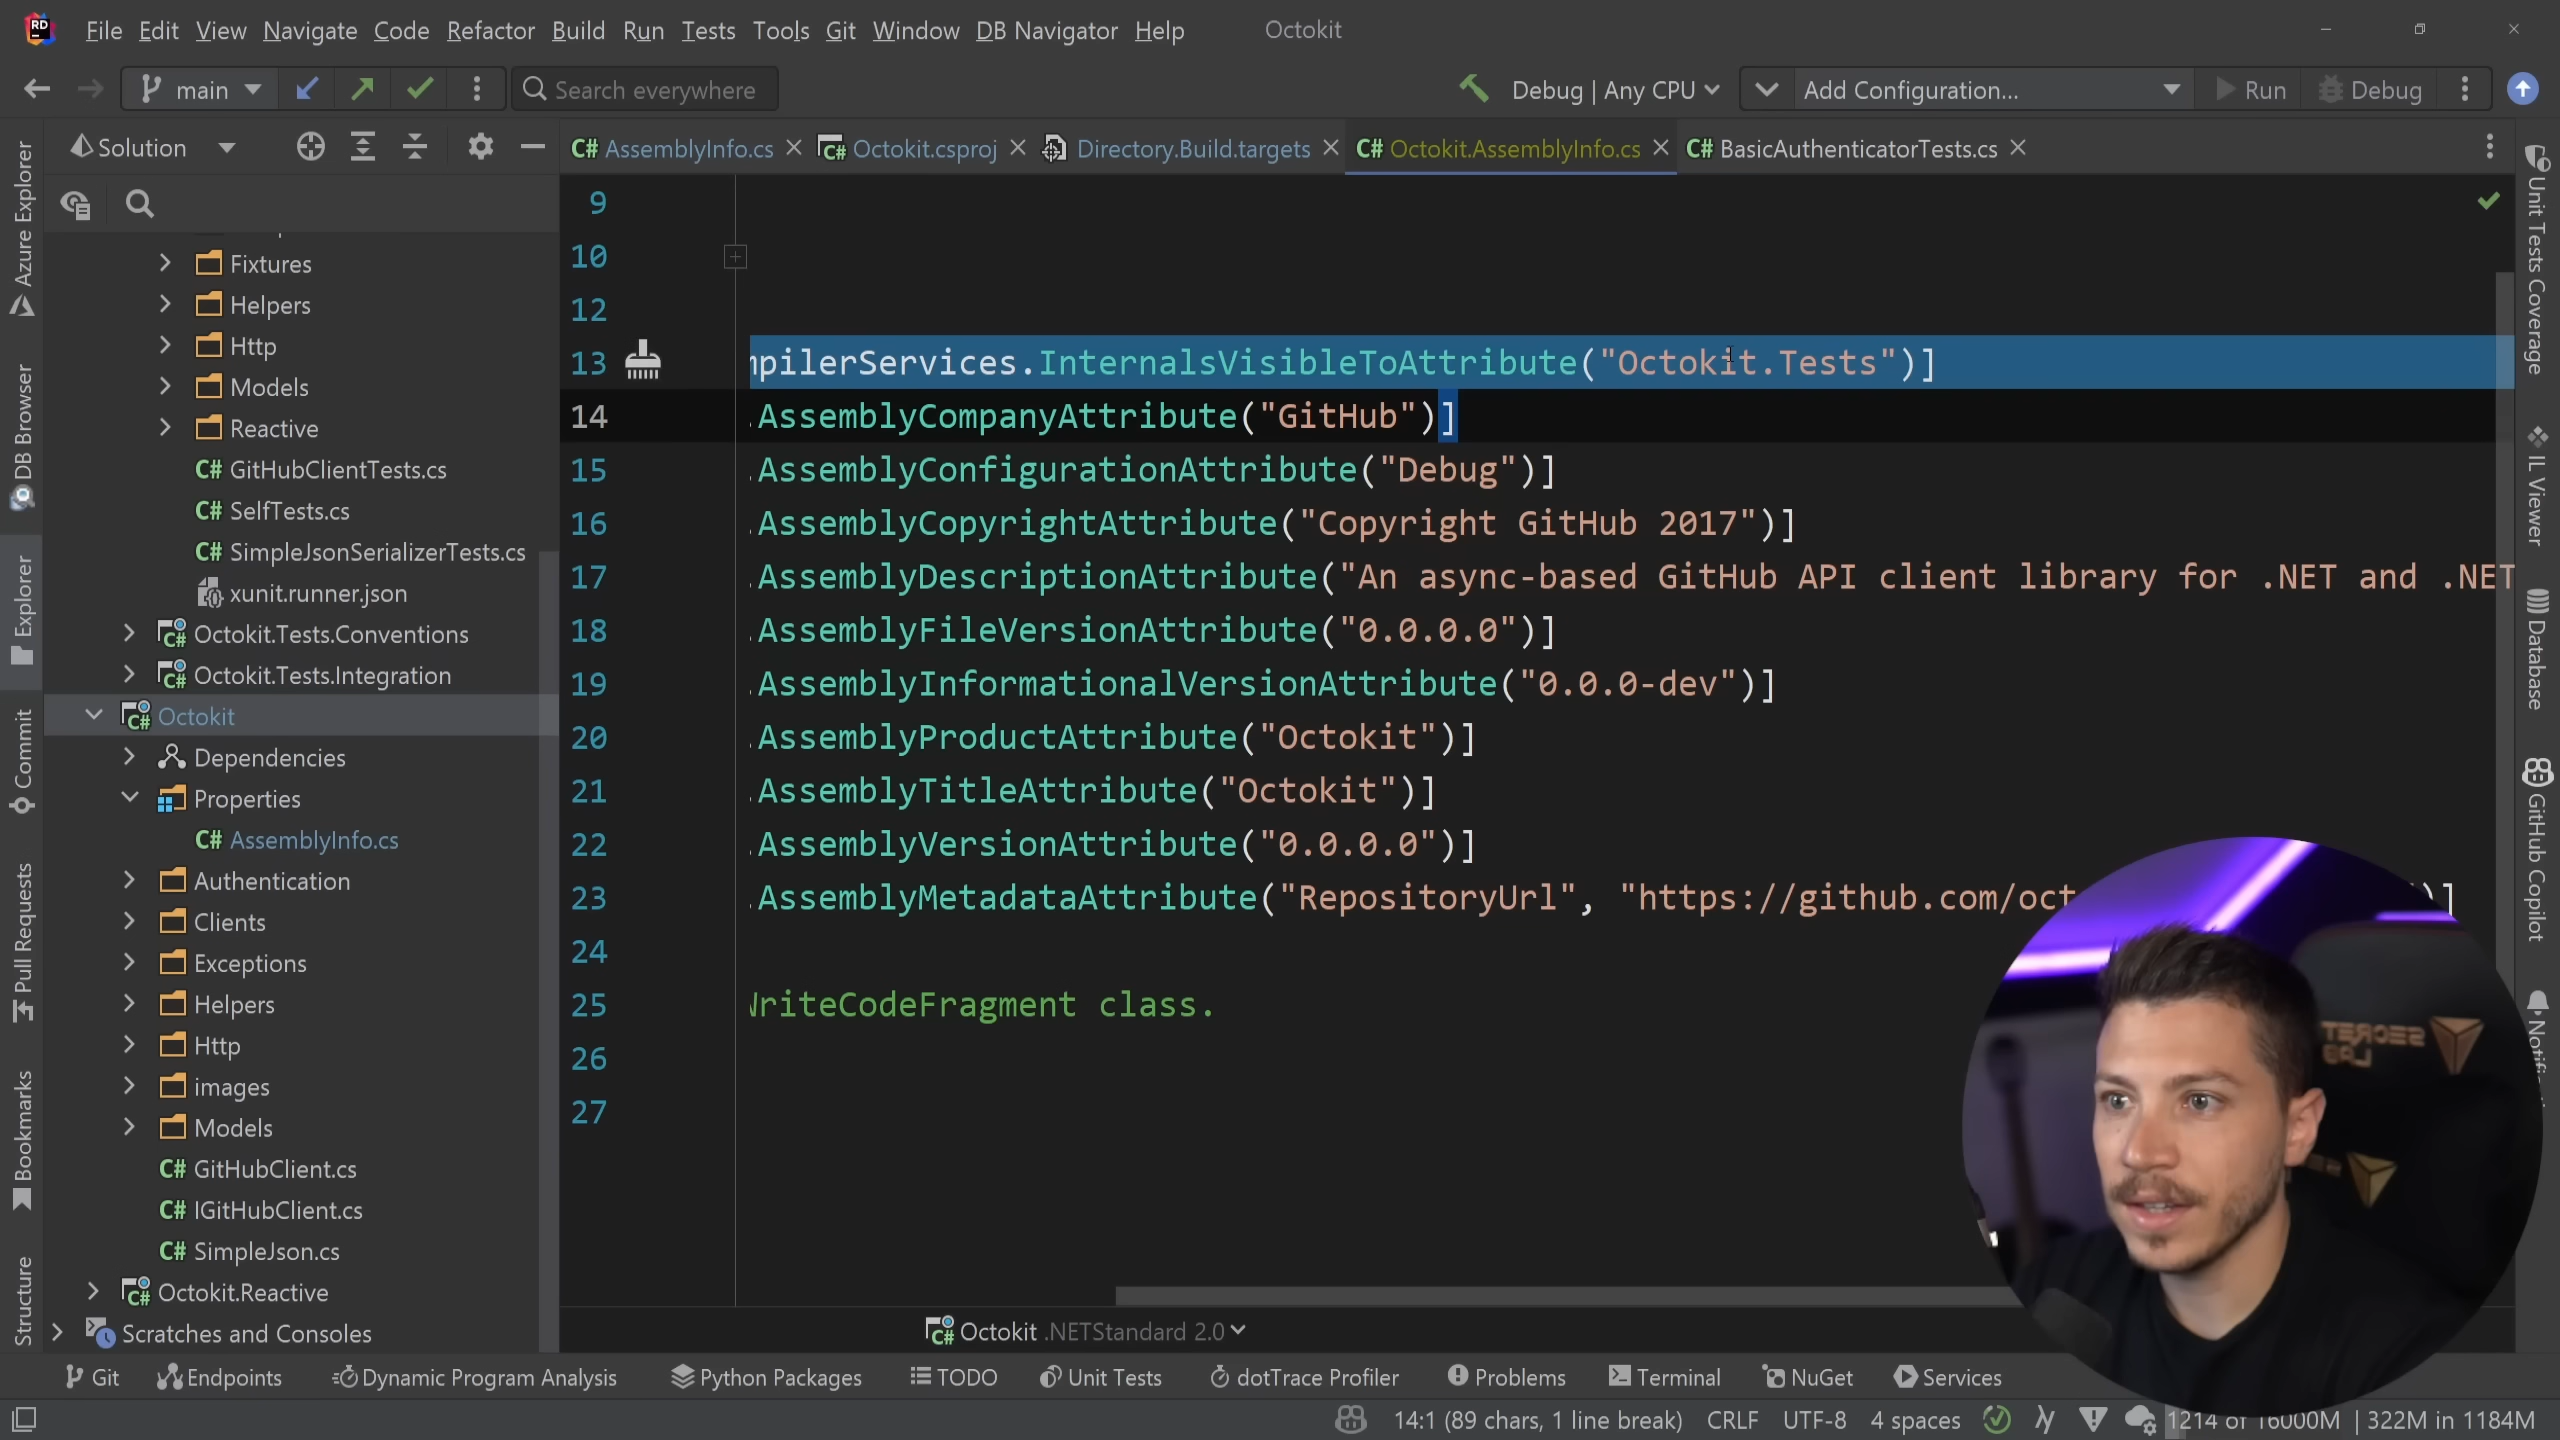 RD File Edit View Navigate Code Refactor Build Run Tests Tools Git Window DB Navigator Help Octokit
main Search everywhere Debug | Any CPU Add Configuration... Run Debug
Solution C# AssemblyInfo.cs C# Octokit.csproj Directory.Build.targets C# Octokit.AssemblyInfo.cs C# BasicAuthenticatorTests.cs
Azure Explorer
DB Browser
Explorer
Commit
Pull Requests
Bookmarks
Structure
Fixtures
Helpers
Http
Models
Reactive
C# GitHubClientTests.cs
C# SelfTests.cs
C# SimpleJsonSerializerTests.cs
xunit.runner.json
C# Octokit.Tests.Conventions
C# Octokit.Tests.Integration
C# Octokit
Dependencies
Properties
C# AssemblyInfo.cs
Authentication
Clients
Exceptions
Helpers
Http
images
Models
C# GitHubClient.cs
C# IGitHubClient.cs
C# SimpleJson.cs
C# Octokit.Reactive
Scratches and Consoles
9
10
12
13 mpilerServices.InternalsVisibleToAttribute("Octokit.Tests")]
14 .AssemblyCompanyAttribute("GitHub")]
15 .AssemblyConfigurationAttribute("Debug")]
16 .AssemblyCopyrightAttribute("Copyright GitHub 2017")]
17 .AssemblyDescriptionAttribute("An async-based GitHub API client library for .NET and .NET
18 .AssemblyFileVersionAttribute("0.0.0.0")]
19 .AssemblyInformationalVersionAttribute("0.0.0-dev")]
20 .AssemblyProductAttribute("Octokit")]
21 .AssemblyTitleAttribute("Octokit")]
22 .AssemblyVersionAttribute("0.0.0.0")]
23 .AssemblyMetadataAttribute("RepositoryUrl", "https://github.com/oct )]
24
25 WriteCodeFragment class.
26
27
Unit Tests Coverage
IL Viewer
Database
GitHub Copilot
Notifi
SECRET
LAB
C# Octokit .NETStandard 2.0
Git Endpoints Dynamic Program Analysis Python Packages TODO Unit Tests dotTrace Profiler Problems Terminal NuGet Services
14:1 (89 chars, 1 line break) CRLF UTF-8 4 spaces 1214 of 16000M | 322M in 1184M